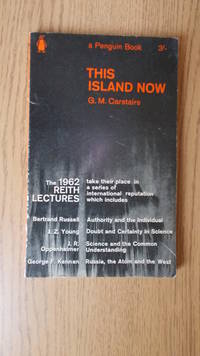 a Penguin Book 3/-
THIS
ISLAND NOW
G. M. Carstairs
The 1962 take their place in
REITH a series of
LECTURES international reputation
which includes
Bertrand Russell Authority and the Individual
J. Z. Young Doubt and Certainty in Science
J. R. Science and the Common
Oppenheimer Understanding
George F. Kennan Russia, the Atom and the West